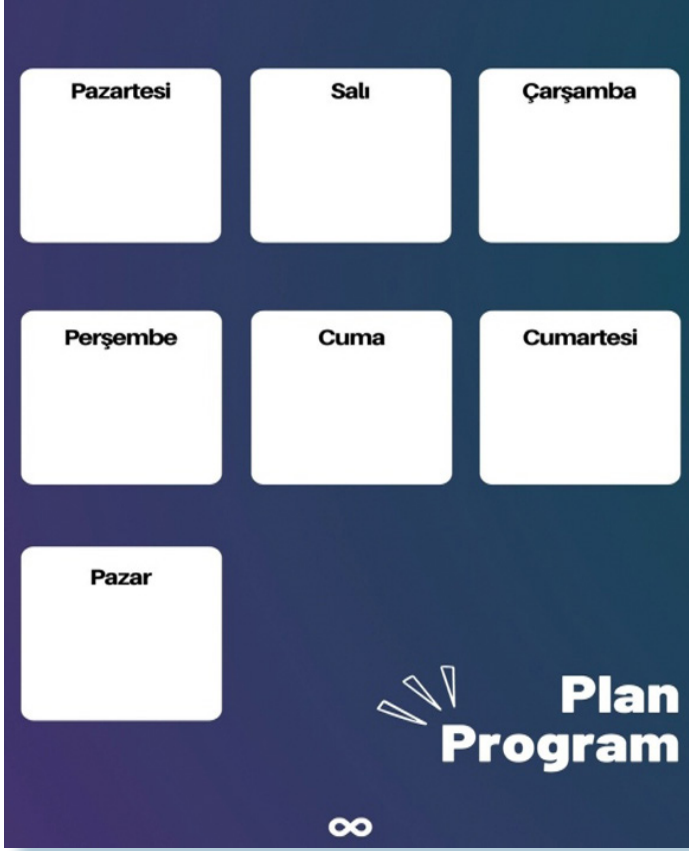 Pazartesi
Salı
Çarşamba
Perşembe
Cuma
Cumartesi
Pazar
Plan
Program